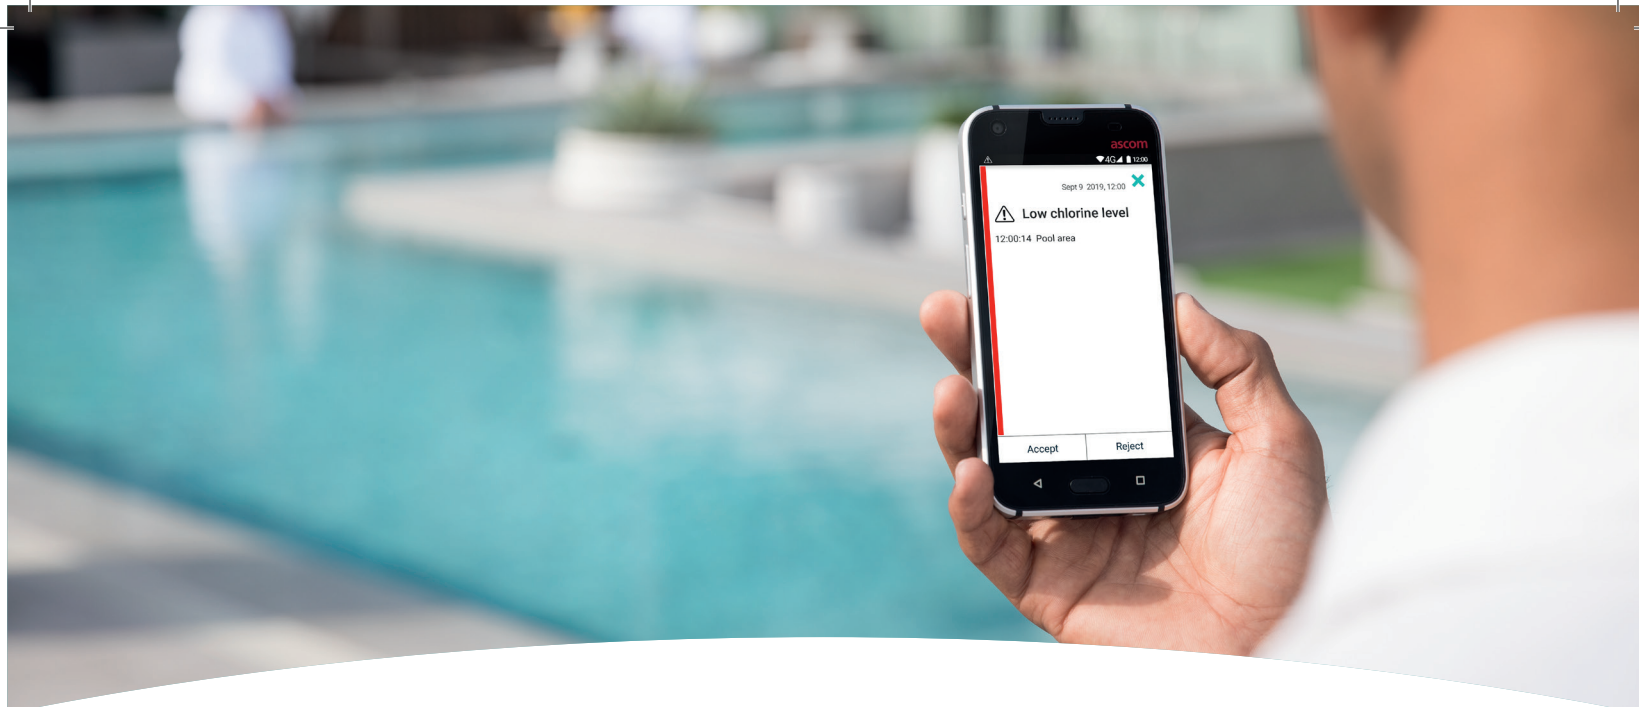 ascom
4G 12:00
Sept 9 2019, 12:00
Low chlorine level
12:00:14 Pool area
Accept Reject